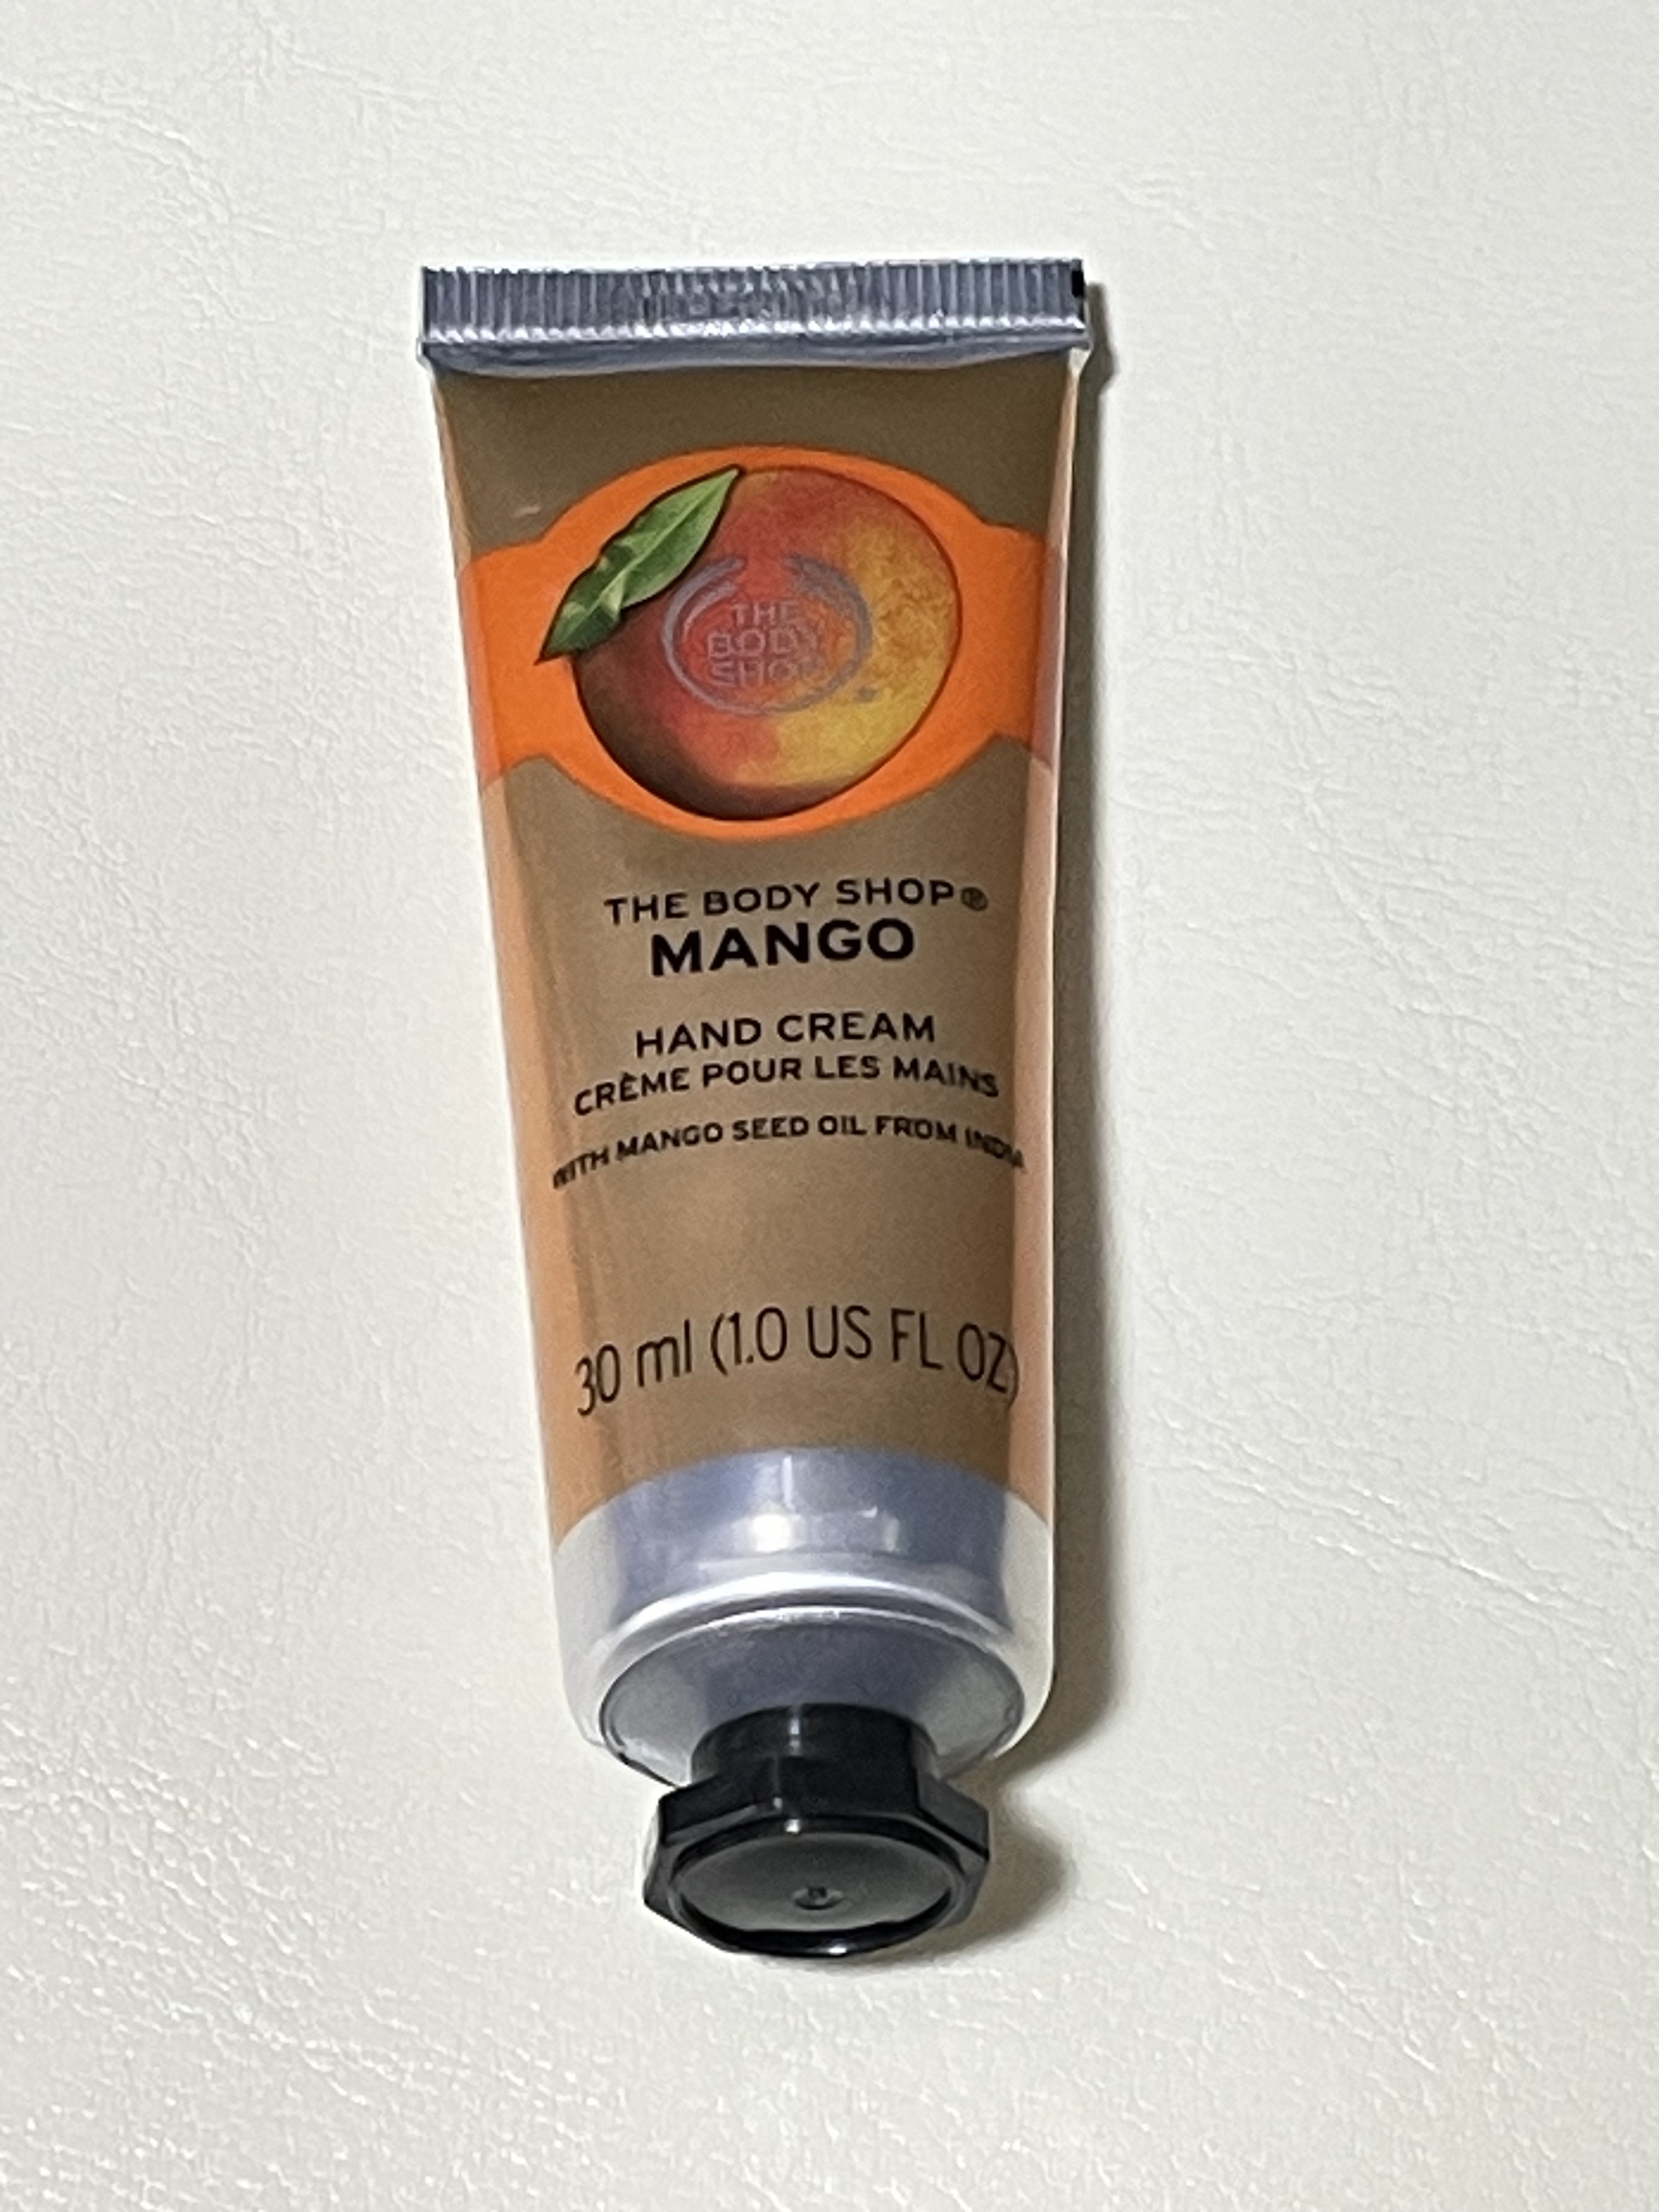 THE
BODY
SHOP
THE BODY SHOP®
MANGO
HAND CREAM
CRÈME POUR LES MAINS
WITH MANGO SEED OIL FROM INDIA
30 ml (1.0 US FL OZ)